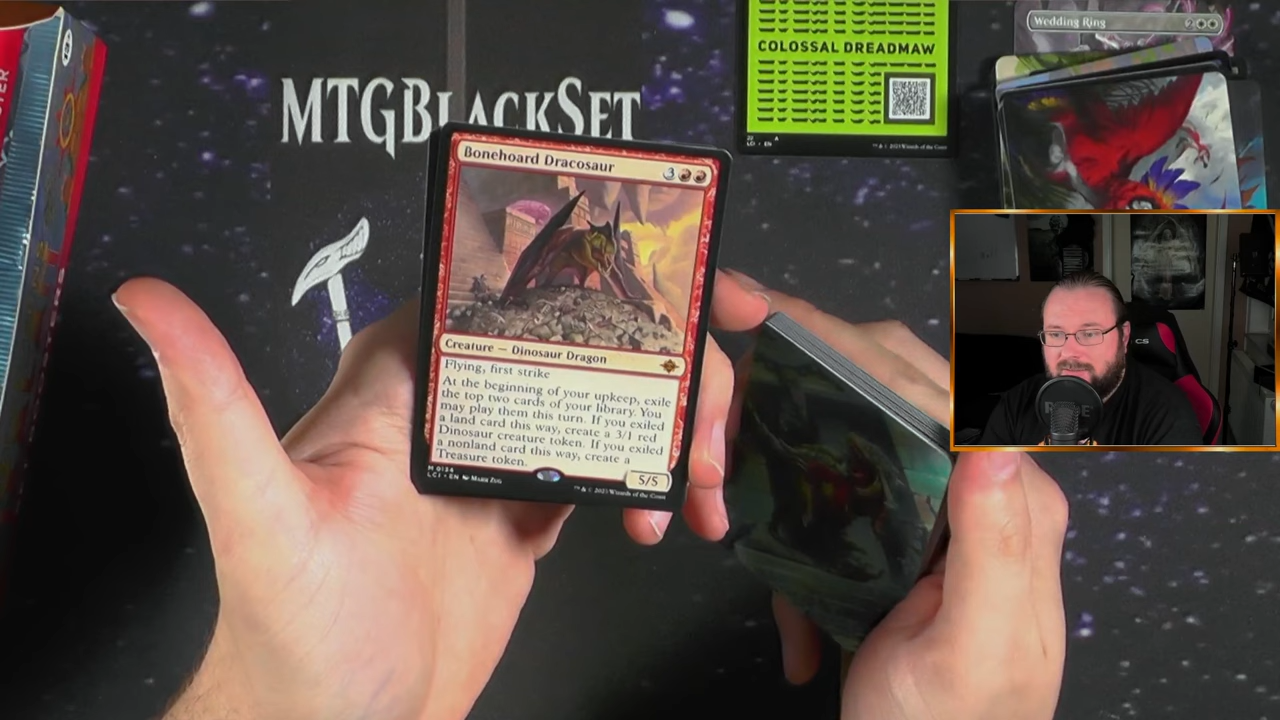 Wedding Ring 2
COLOSSAL DREADMAW
MTGBLACKSET
Bonehoard Dracosaur 3
Creature — Dinosaur Dragon
Flying, first strike
At the beginning of your upkeep, exile
the top two cards of your library. You
may play them this turn. If you exiled
a land card this way, create a 3/1 red
Dinosaur creature token. If you exiled
a nonland card this way, create a
Treasure token.
5/5
M 0134
LCI • EN Mark Zug
™ & © 2023 Wizards of the Coast